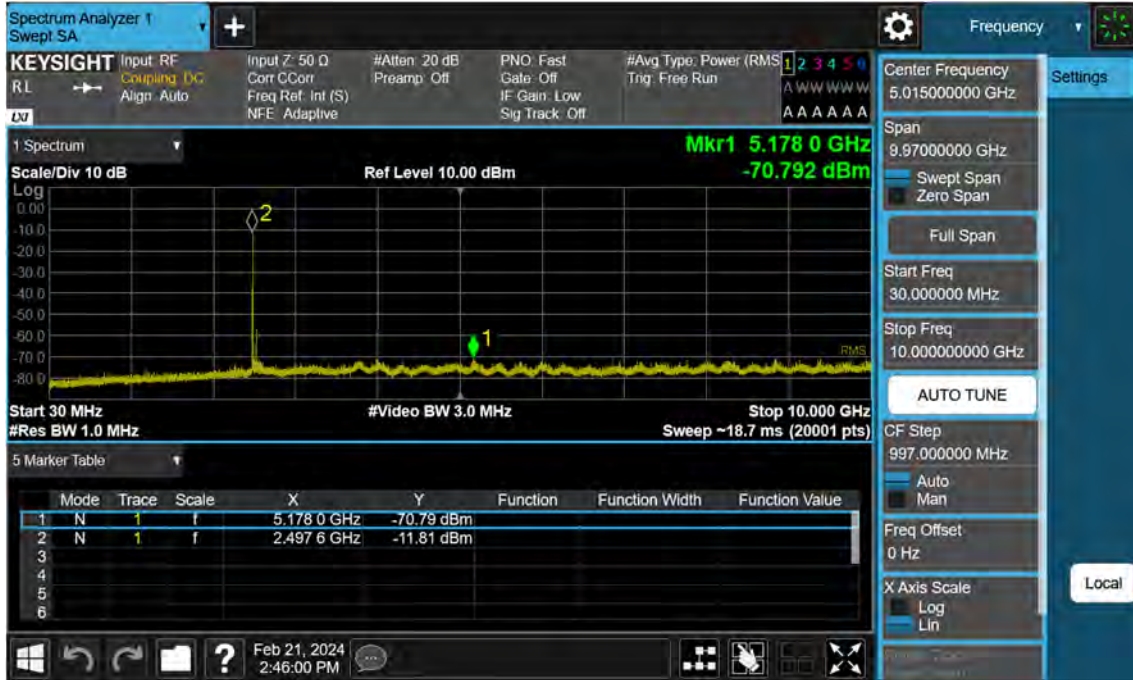 Spectrum Analyzer 1
Swept SA
+
Frequency
KEYSIGHT Input: RF Input Z: 50 Ω #Atten: 20 dB PNO: Fast #Avg Type: Power (RMS 1 2 3 4 5 6
RL Coupling: DC Corr CCorr Preamp: Off Gate: Off Trig: Free Run
Align: Auto Freq Ref: Int (S) IF Gain: Low A W W W W W
LXI NFE: Adaptive Sig Track: Off A A A A A A
1 Spectrum
Mkr1 5.178 0 GHz
Scale/Div 10 dB Ref Level 10.00 dBm -70.792 dBm
Log
0.00
-10.0
-20.0
-30.0
-40.0
-50.0
-60.0
-70.0
-80.0
2
1
RMS
Start 30 MHz #Video BW 3.0 MHz Stop 10.000 GHz
#Res BW 1.0 MHz Sweep ~18.7 ms (20001 pts)
5 Marker Table
Mode Trace Scale X Y Function Function Width Function Value
1 N 1 f 5.178 0 GHz -70.79 dBm
2 N 1 f 2.497 6 GHz -11.81 dBm
3
4
5
6
Feb 21, 2024
2:46:00 PM
Center Frequency
5.015000000 GHz
Settings
Span
9.97000000 GHz
Swept Span
Zero Span
Full Span
Start Freq
30.000000 MHz
Stop Freq
10.000000000 GHz
AUTO TUNE
CF Step
997.000000 MHz
Auto
Man
Freq Offset
0 Hz
X Axis Scale
Log
Lin
Local